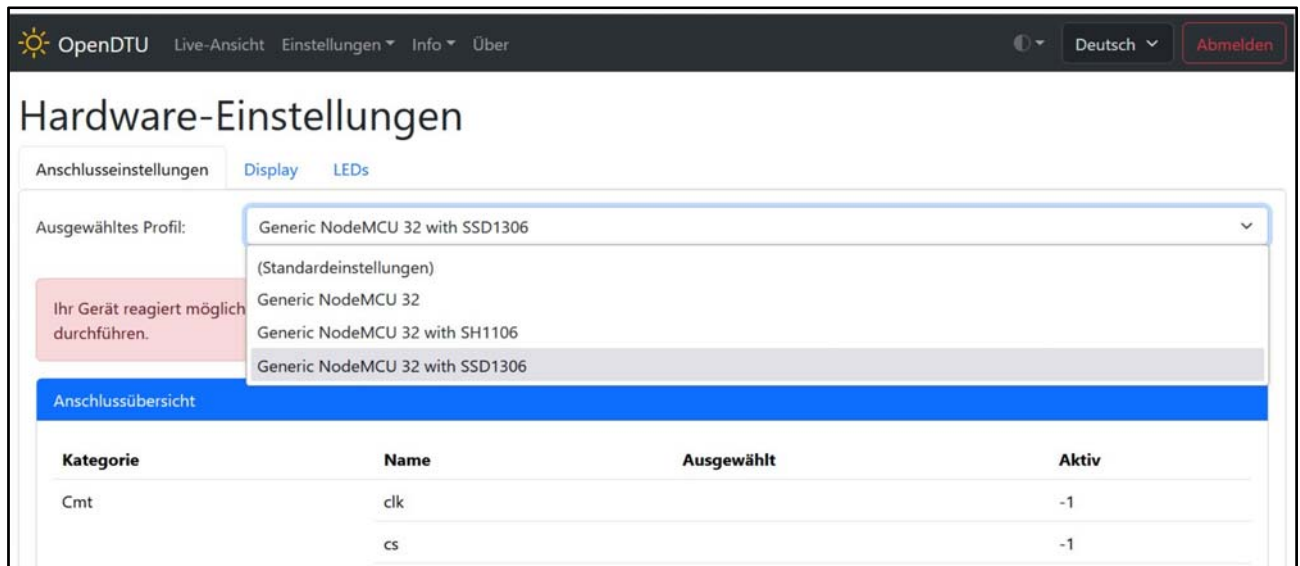 OpenDTU Live-Ansicht Einstellungen Info Über Deutsch Abmelden
Hardware-Einstellungen
Anschlusseinstellungen Display LEDs
Ausgewähltes Profil: Generic NodeMCU 32 with SSD1306
(Standardeinstellungen)
Generic NodeMCU 32
Generic NodeMCU 32 with SH1106
Generic NodeMCU 32 with SSD1306
Ihr Gerät reagiert möglich
durchführen.
Anschlussübersicht
Kategorie Name Ausgewählt Aktiv
Cmt clk -1
cs -1